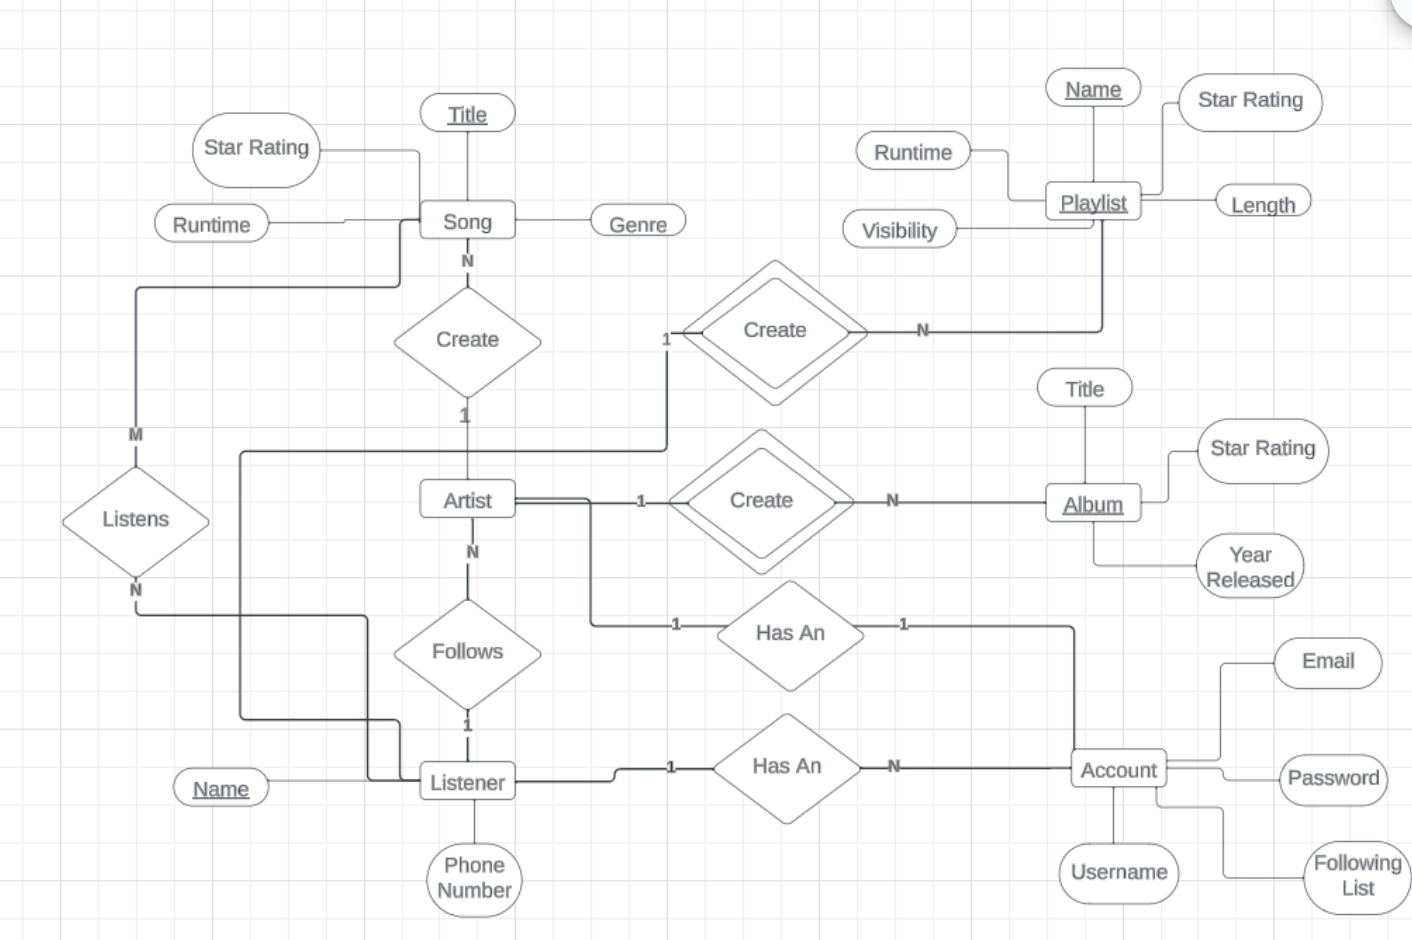 Name
Star Rating
Title
Star Rating
Runtime
Playlist
Length
Runtime
Song
Genre
Visibility
N
Create
Create
N
1
1
Title
M
Star Rating
Artist
1
Create
N
Album
Listens
N
Year
Released
N
1
Has An
1
Follows
Email
1
1
Has An
N
Account
Password
Name
Listener
Phone
Number
Username
Following
List